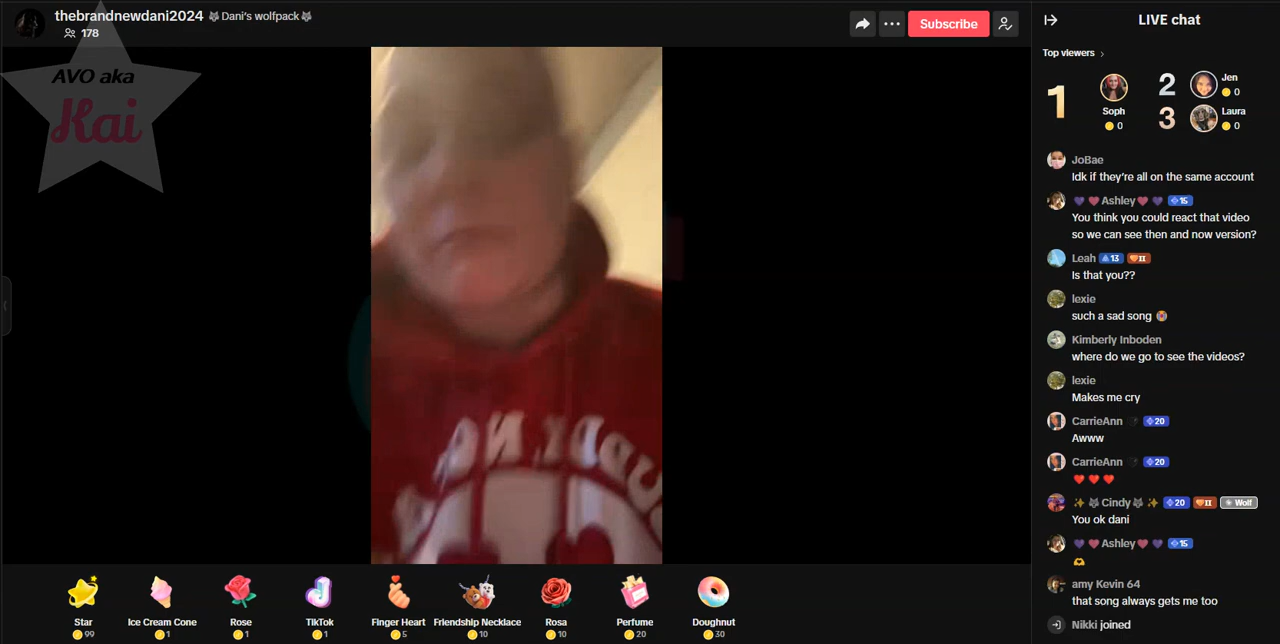 thebrandnewdani2024 🐺Dani's wolfpack🐺
178
Subscribe
AVO aka
Kai
LIVE chat
Top viewers
1
Soph
0
2
Jen
0
3
Laura
0
JoBae
Idk if they're all on the same account
💜💗Ashley💗💜 15
You think you could react that video
so we can see then and now version?
Leah 13 II
Is that you??
lexie
such a sad song
Kimberly Inboden
where do we go to see the videos?
lexie
Makes me cry
CarrieAnn 20
Awww
CarrieAnn 20
❤️❤️❤️
✨🐺Cindy🐺✨ 20 II Wolf
You ok dani
💜💗Ashley💗💜 15
🫶
amy Kevin 64
that song always gets me too
Nikki joined
Star
99
Ice Cream Cone
1
Rose
1
TikTok
1
Finger Heart
5
Friendship Necklace
10
Rosa
10
Perfume
20
Doughnut
30